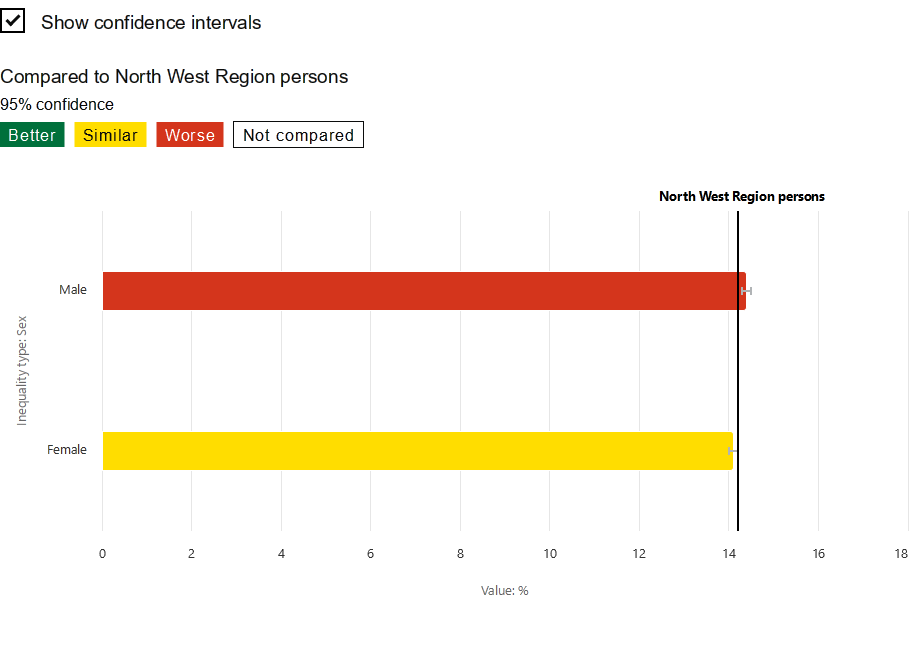 Show confidence intervals
Compared to North West Region persons
95% confidence
Better Similar Worse Not compared
North West Region persons
Male
Inequality type: Sex
Female
0 2 4 6 8 10 12 14 16 18
Value: %